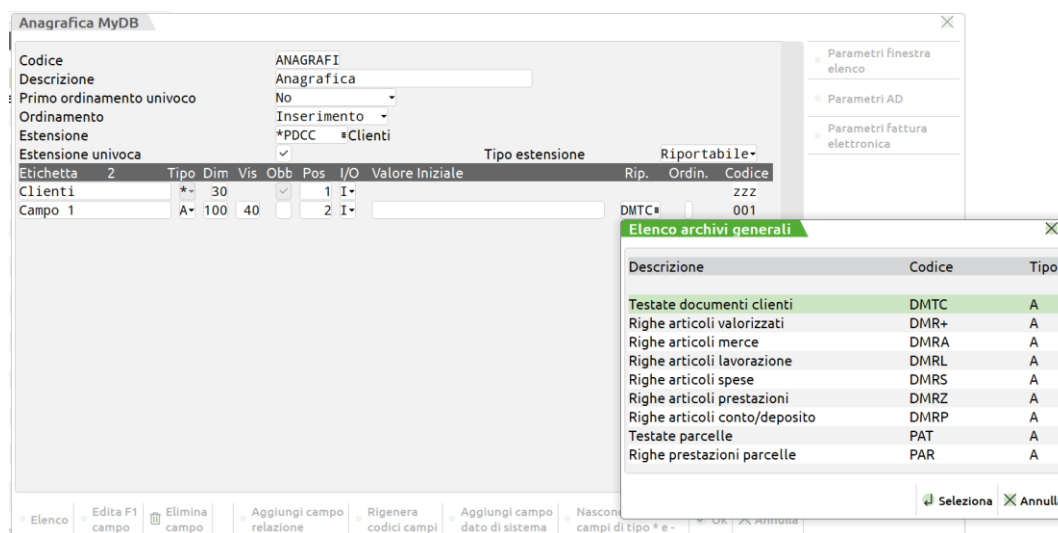 Anagrafica MyDB
Codice ANAGRAFI
Descrizione Anagrafica
Primo ordinamento univoco No
Ordinamento Inserimento
Estensione *PDCC Clienti
Estensione univoca Tipo estensione Riportabile
Etichetta 2 Tipo Dim Vis Obb Pos I/O Valore Iniziale Rip. Ordin. Codice
Clienti * 30 1 I zzz
Campo 1 A 100 40 2 I DMTC 001
Parametri finestra
elenco
Parametri AD
Parametri fattura
elettronica
Elenco archivi generali
Descrizione Codice Tipo
Testate documenti clienti DMTC A
Righe articoli valorizzati DMR+ A
Righe articoli merce DMRA A
Righe articoli lavorazione DMRL A
Righe articoli spese DMRS A
Righe articoli prestazioni DMRZ A
Righe articoli conto/deposito DMRP A
Testate parcelle PAT A
Righe prestazioni parcelle PAR A
Seleziona Annulla
Elenco
Edita F1
campo
Elimina
campo
Aggiungi campo
relazione
Rigenera
codici campi
Aggiungi campo
dato di sistema
campi di tipo * e -
Annulla